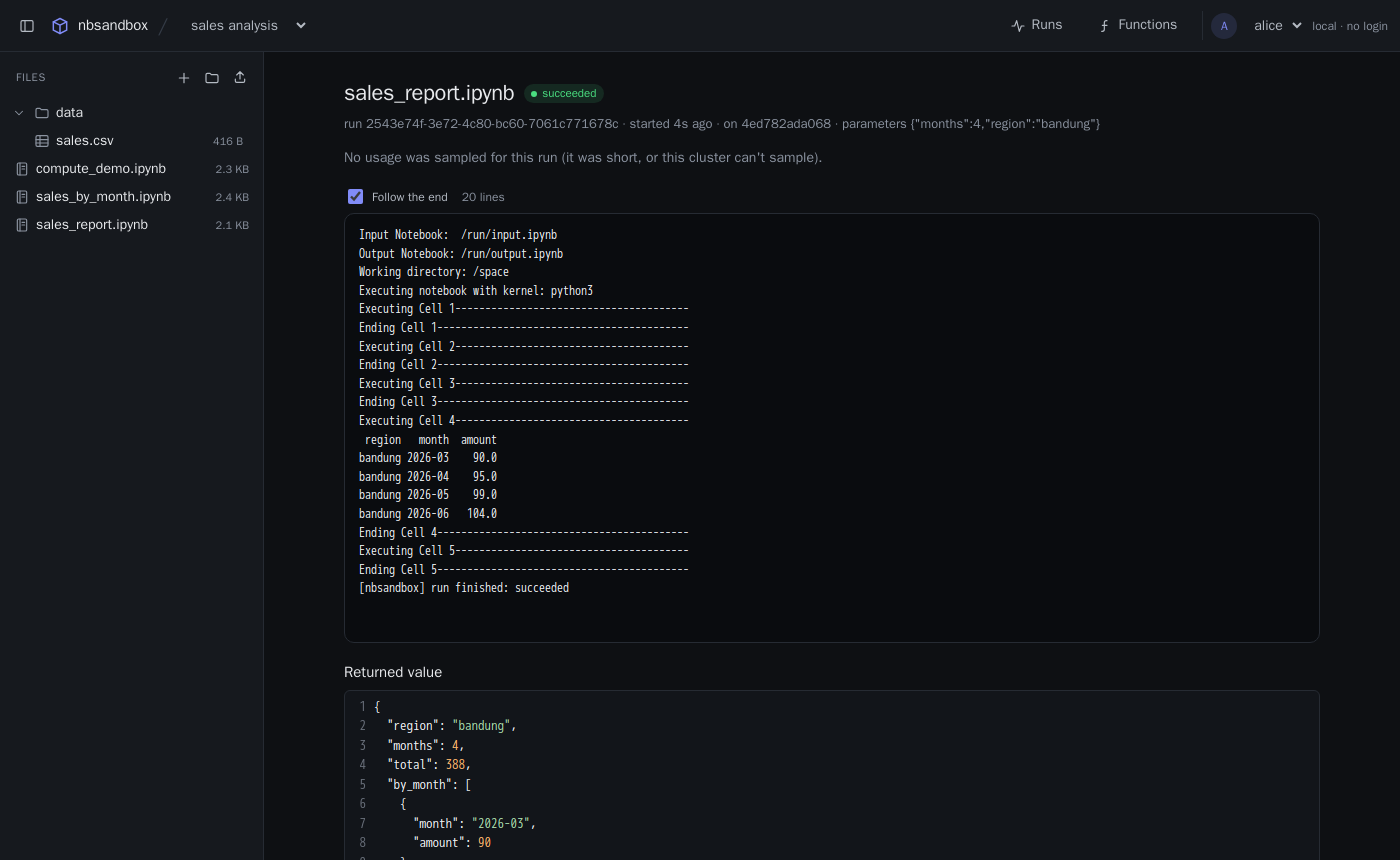 nbsandbox / sales analysis
Runs
Functions
A
alice
local · no login
FILES
data
sales.csv 416 B
compute_demo.ipynb 2.3 KB
sales_by_month.ipynb 2.4 KB
sales_report.ipynb 2.1 KB
sales_report.ipynb succeeded
run 2543e74f-3e72-4c80-bc60-7061c771678c · started 4s ago · on 4ed782ada068 · parameters {"months":4,"region":"bandung"}
No usage was sampled for this run (it was short, or this cluster can't sample).
Follow the end 20 lines
Input Notebook:  /run/input.ipynb
Output Notebook: /run/output.ipynb
Working directory: /space
Executing notebook with kernel: python3
Executing Cell 1---------------------------------------
Ending Cell 1------------------------------------------
Executing Cell 2---------------------------------------
Ending Cell 2------------------------------------------
Executing Cell 3---------------------------------------
Ending Cell 3------------------------------------------
Executing Cell 4---------------------------------------
 region   month  amount
bandung 2026-03    90.0
bandung 2026-04    95.0
bandung 2026-05    99.0
bandung 2026-06   104.0
Ending Cell 4------------------------------------------
Executing Cell 5---------------------------------------
Ending Cell 5------------------------------------------
[nbsandbox] run finished: succeeded
Returned value
1 {
2   "region": "bandung",
3   "months": 4,
4   "total": 388,
5   "by_month": [
6     {
7       "month": "2026-03",
8       "amount": 90